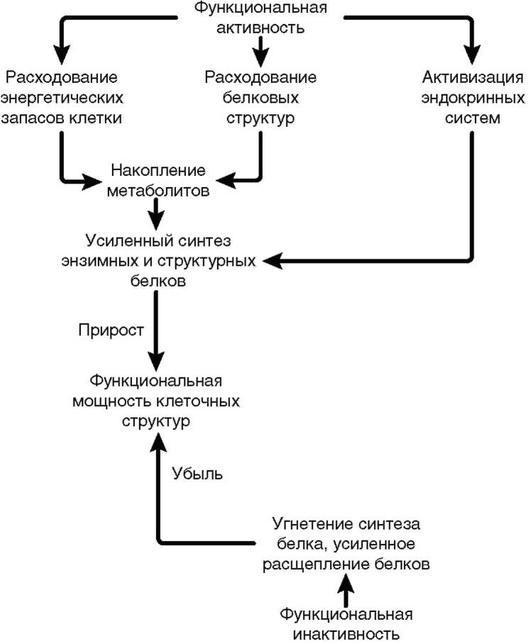 Функциональная
активность
Расходование
энергетических
запасов клетки
Расходование
белковых
структур
Активизация
эндокринных
систем
Накопление
метаболитов
Усиленный синтез
энзимных и структурных
белков
Прирост
Функциональная
мощность клеточных
структур
Убыль
Угнетение синтеза
белка, усиленное
расщепление белков
Функциональная
инактивность